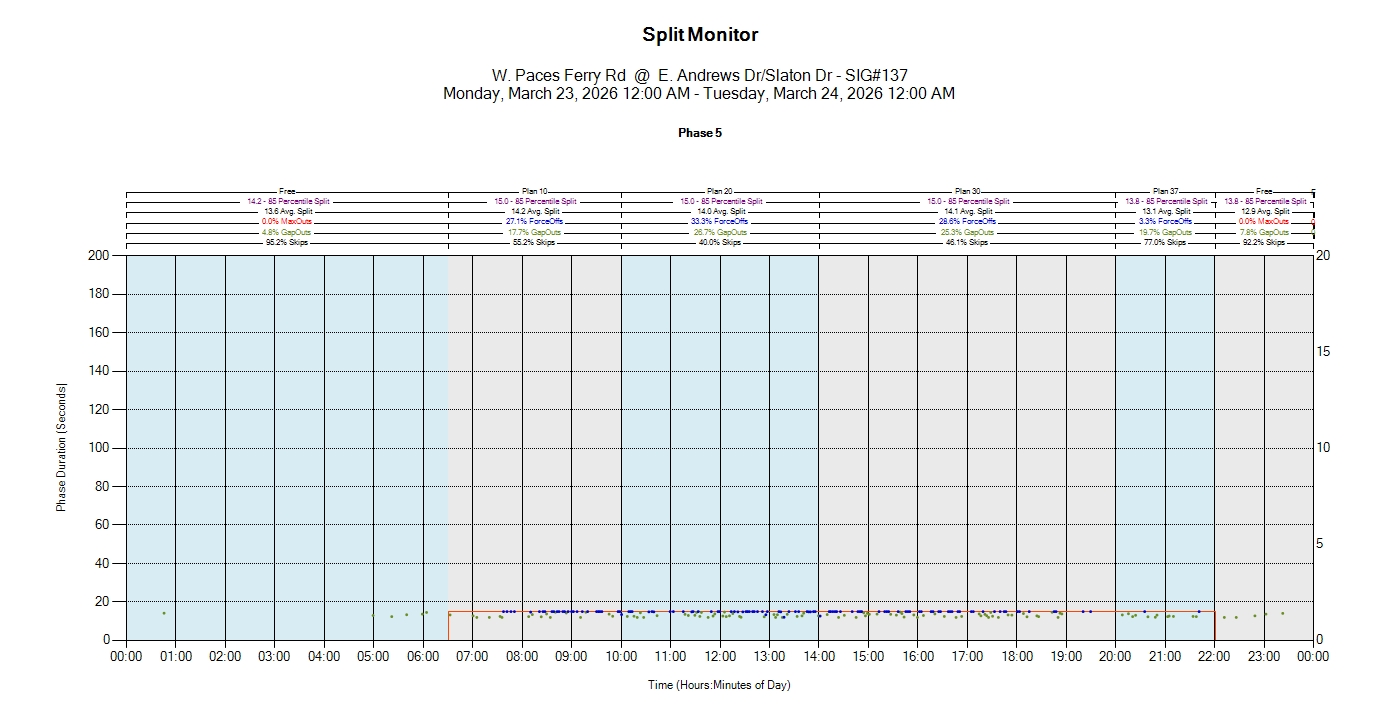 Split Monitor
W. Paces Ferry Rd @ E. Andrews Dr/Slaton Dr - SIG#137
Monday, March 23, 2026 12:00 AM - Tuesday, March 24, 2026 12:00 AM
Phase 5
Free Plan 10 Plan 20 Plan 30 Plan 37 Free F
14.2 - 85 Percentile Split 15.0 - 85 Percentile Split 15.0 - 85 Percentile Split 15.0 - 85 Percentile Split 13.8 - 85 Percentile Split 13.8 - 85 Percentile Split
13.6 Avg. Split 14.2 Avg. Split 14.0 Avg. Split 14.1 Avg. Split 13.1 Avg. Split 12.9 Avg. Split
0.0% MaxOuts 27.1% ForceOffs 33.3% ForceOffs 28.6% ForceOffs 3.3% ForceOffs 0.0% MaxOuts
4.8% GapOuts 17.7% GapOuts 26.7% GapOuts 25.3% GapOuts 19.7% GapOuts 7.8% GapOuts
95.2% Skips 55.2% Skips 40.0% Skips 46.1% Skips 77.0% Skips 92.2% Skips
200 20
180
160
15
140
120
100 10
80
60
5
40
20
0 0
Phase Duration (Seconds)
00:00 01:00 02:00 03:00 04:00 05:00 06:00 07:00 08:00 09:00 10:00 11:00 12:00 13:00 14:00 15:00 16:00 17:00 18:00 19:00 20:00 21:00 22:00 23:00 00:00
Time (Hours:Minutes of Day)